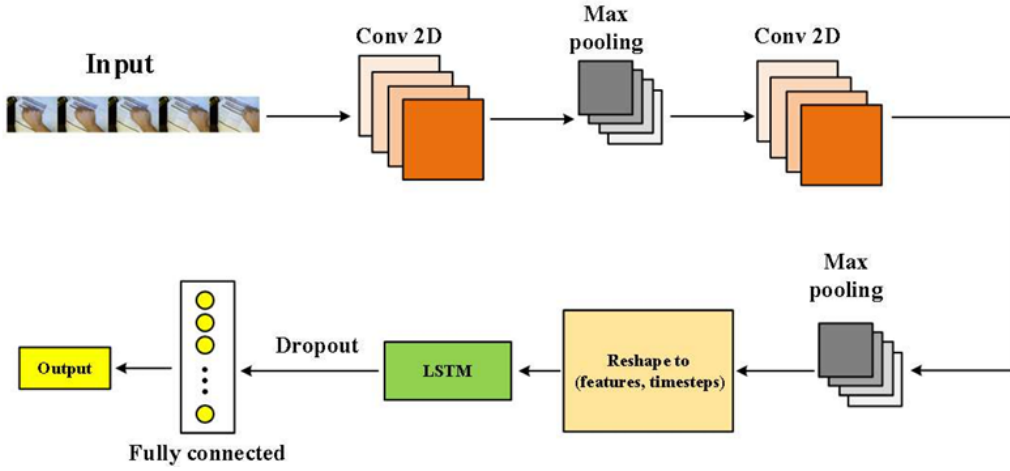 Input
Conv 2D
Max
pooling
Conv 2D
Max
pooling
Reshape to
(features, timesteps)
LSTM
Dropout
Fully connected
Output